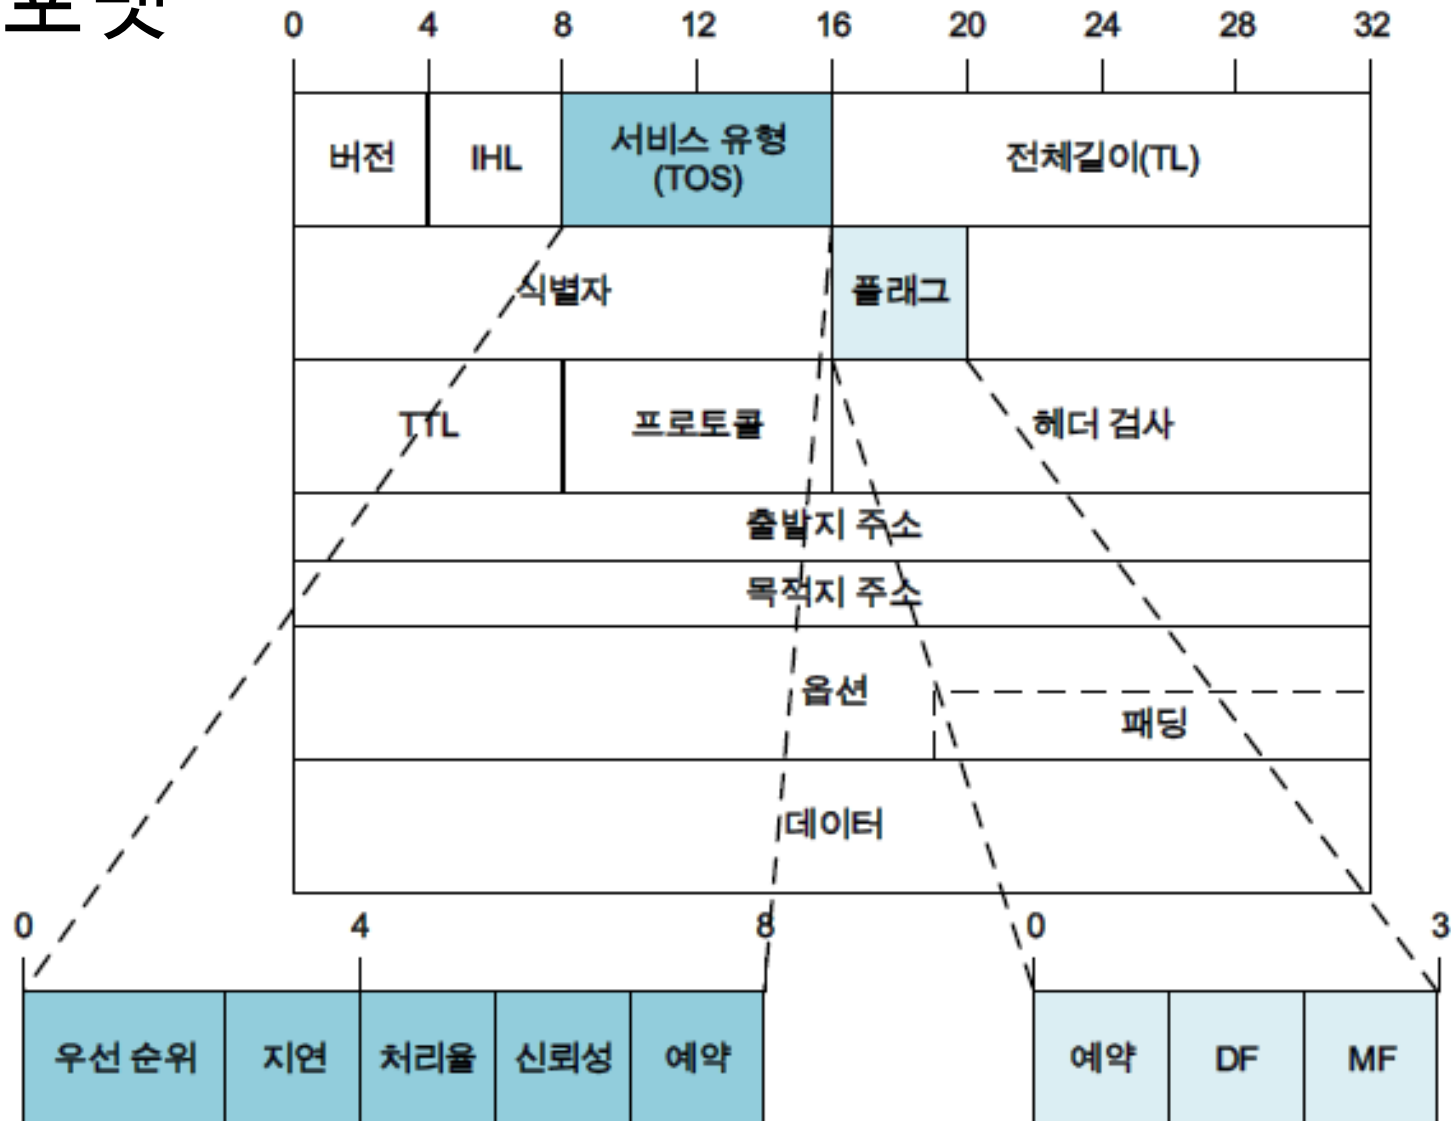 포맷
0 4 8 12 16 20 24 28 32
버전 IHL 서비스 유형 전체길이(TL)
(TOS)
식별자 플래그
TTL 프로토콜 헤더 검사
출발지 주소
목적지 주소
옵션
패딩
데이터
0 4 8 0 3
우선 순위 지연 처리율 신뢰성 예약 예약 DF MF